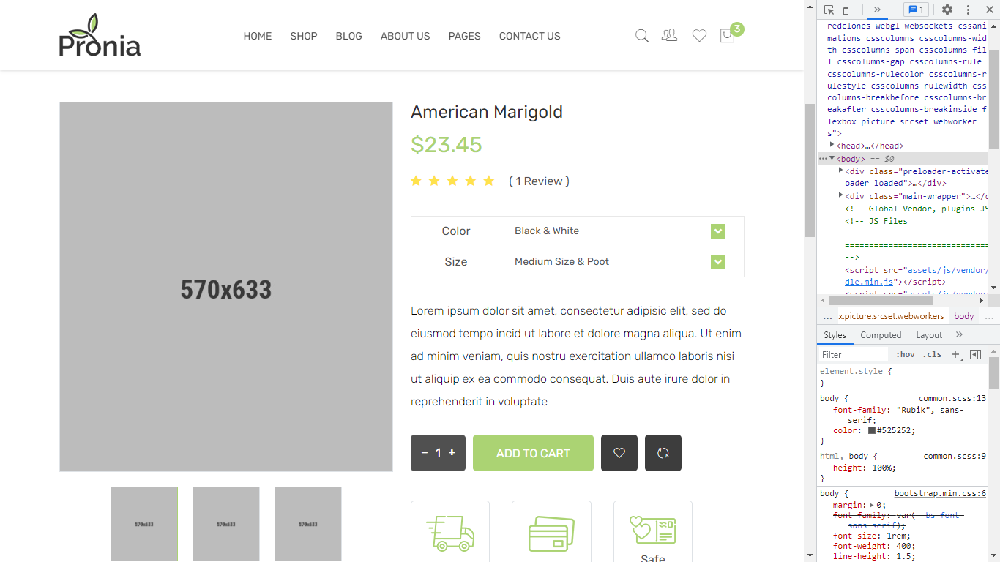 Pronia
HOME SHOP BLOG ABOUT US PAGES CONTACT US
3
American Marigold
$23.45
( 1 Review )
Color Black & White
Size Medium Size & Poot
570x633
Lorem ipsum dolor sit amet, consectetur adipisic elit, sed do
eiusmod tempo incid ut labore et dolore magna aliqua. Ut enim
ad minim veniam, quis nostru exercitation ullamco laboris nisi
ut aliquip ex ea commodo consequat. Duis aute irure dolor in
reprehenderit in voluptate
- 1 + ADD TO CART
570x633 570x633 570x633
Safe
1
redclones webgl websockets cssani
mations csscolumns csscolumns-wid
th csscolumns-span csscolumns-fil
l csscolumns-gap csscolumns-rule
csscolumns-rulecolor csscolumns-r
ulestyle csscolumns-rulewidth css
columns-breakbefore csscolumns-br
eakafter csscolumns-breakinside f
lexbox picture srcset webworker
s">
<head>…</head>
… <body> == $0
<div class="preloader-activate
oader loaded">…</div>
<div class="main-wrapper">…</d
<!-- Global Vendor, plugins JS
<!-- JS Files
==============================
-->
<script src="assets/js/vendor/
dle.min.js"></script>
… x.picture.srcset.webworkers body …
Styles Computed Layout
Filter :hov .cls +
element.style {
}
body { _common.scss:13
font-family: "Rubik", sans-
serif;
color: #525252;
}
html, body { _common.scss:9
height: 100%;
}
body { bootstrap.min.css:6
margin: 0;
font-family: var(--bs-font-
sans-serif);
font-size: 1rem;
font-weight: 400;
line-height: 1.5;